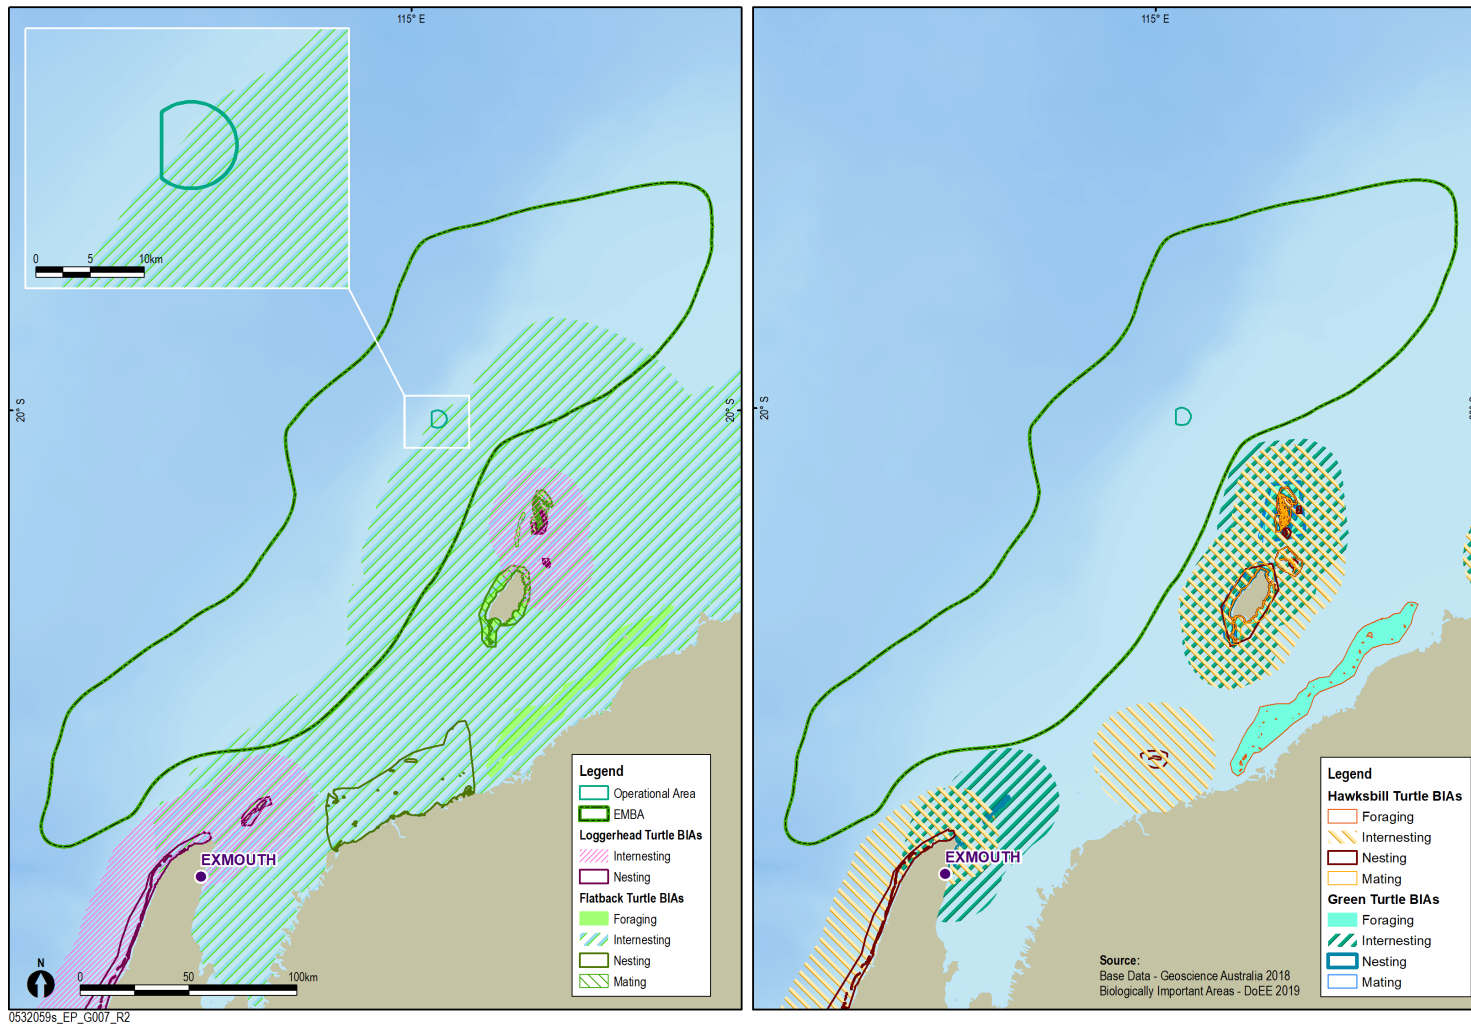 115° E
0 5 10km
20° S
20° S
EXMOUTH
N
0 50 100km
Legend
Operational Area
EMBA
Loggerhead Turtle BIAs
Internesting
Nesting
Flatback Turtle BIAs
Foraging
Internesting
Nesting
Mating
0532059s_EP_G007_R2
115° E
20° S
EXMOUTH
Source:
Base Data - Geoscience Australia 2018
Biologically Important Areas - DoEE 2019
Legend
Hawksbill Turtle BIAs
Foraging
Internesting
Nesting
Mating
Green Turtle BIAs
Foraging
Internesting
Nesting
Mating